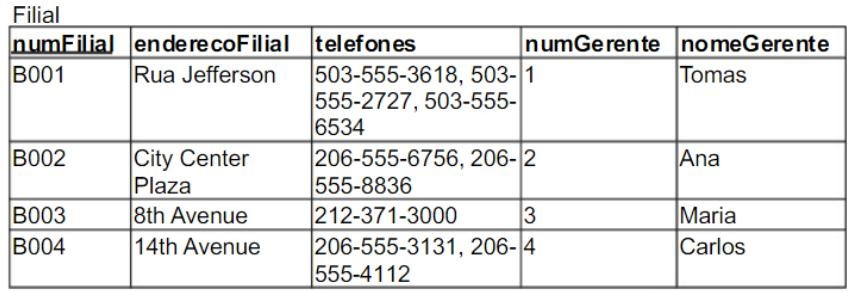 Filial
numFilial enderecoFilial telefones numGerente nomeGerente
B001 Rua Jefferson 503-555-3618, 503- 1 Tomas
555-2727, 503-555-
6534
B002 City Center 206-555-6756, 206- 2 Ana
Plaza 555-8836
B003 8th Avenue 212-371-3000 3 Maria
B004 14th Avenue 206-555-3131, 206- 4 Carlos
555-4112